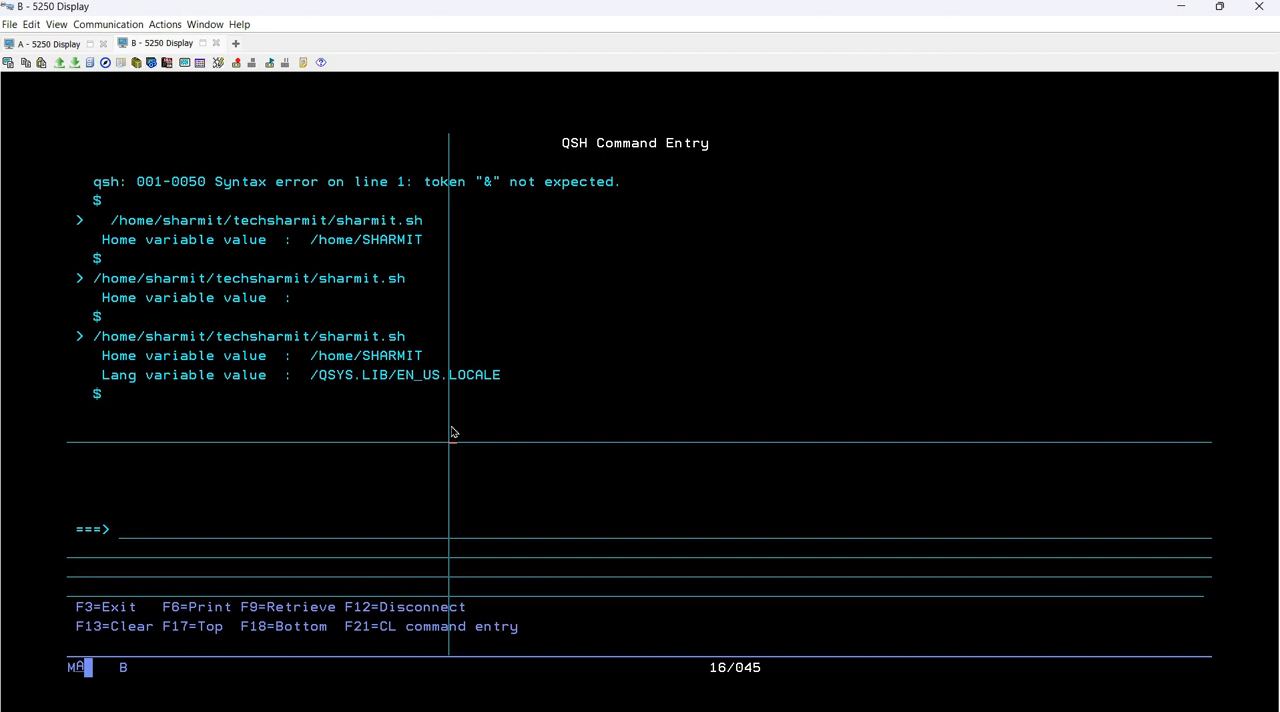 B - 5250 Display
File Edit View Communication Actions Window Help
A - 5250 Display B - 5250 Display
QSH Command Entry
qsh: 001-0050 Syntax error on line 1: token "&" not expected.
$
> /home/sharmit/techsharmit/sharmit.sh
Home variable value : /home/SHARMIT
$
> /home/sharmit/techsharmit/sharmit.sh
Home variable value :
$
> /home/sharmit/techsharmit/sharmit.sh
Home variable value : /home/SHARMIT
Lang variable value : /QSYS.LIB/EN_US.LOCALE
$
===>
F3=Exit F6=Print F9=Retrieve F12=Disconnect
F13=Clear F17=Top F18=Bottom F21=CL command entry
MA B 16/045